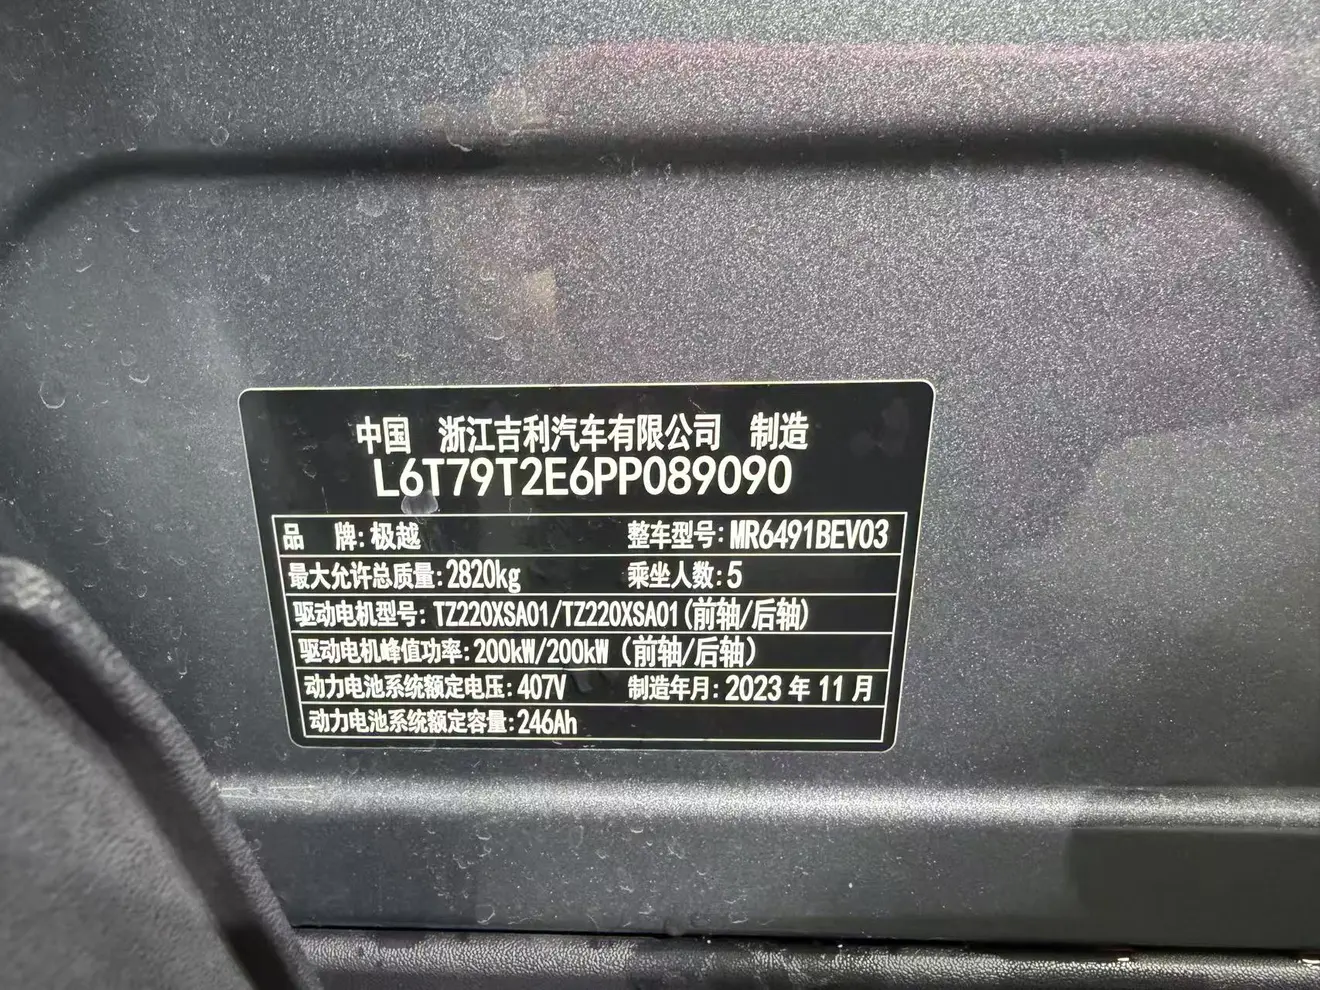 中国 浙江吉利汽车有限公司 制造
L6T79T2E6PP089090
品 牌:极越 整车型号:MR6491BEV03
最大允许总质量:2820kg 乘坐人数:5
驱动电机型号:TZ220XSA01/TZ220XSA01(前轴/后轴)
驱动电机峰值功率:200kW/200kW(前轴/后轴)
动力电池系统额定电压:407V 制造年月:2023年11月
动力电池系统额定容量:246Ah